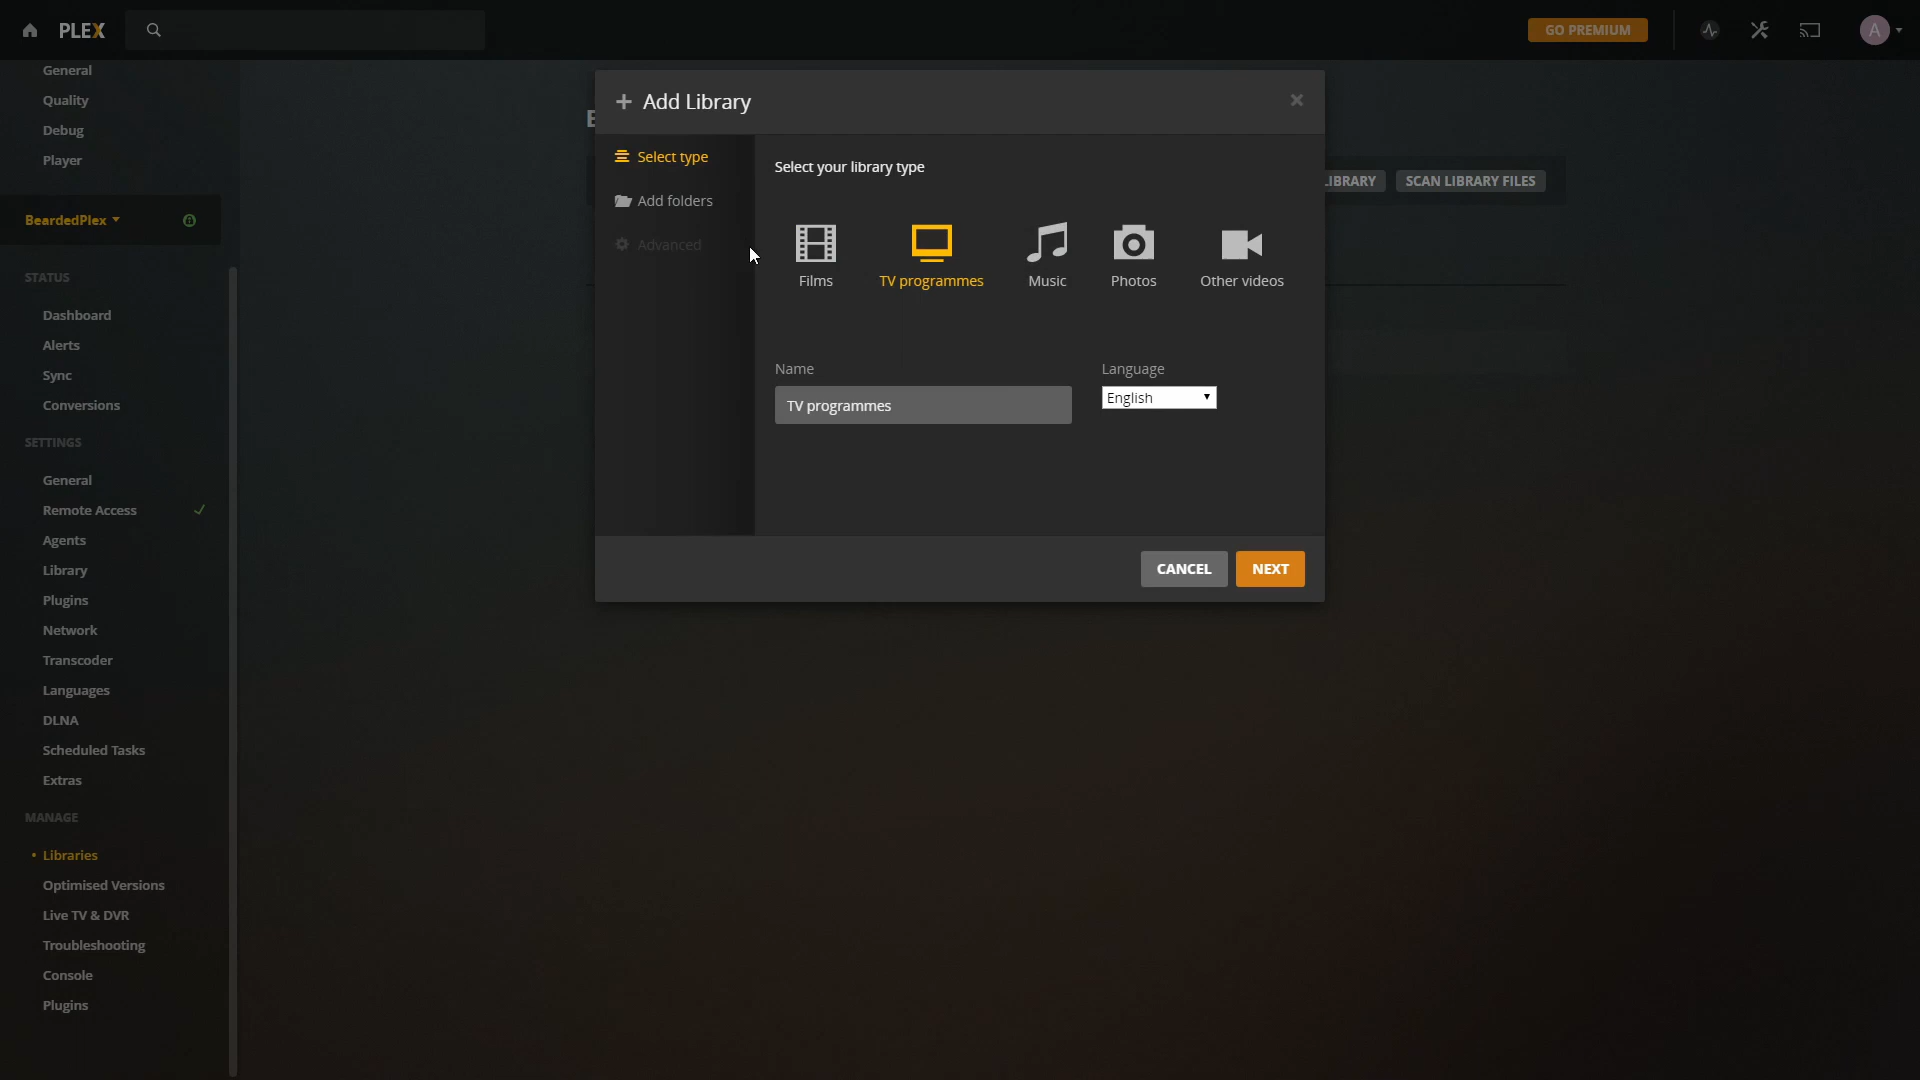 PLEX
GO PREMIUM
A
General
Quality
Debug
Player
BeardedPlex
STATUS
Dashboard
Alerts
Sync
Conversions
SETTINGS
General
Remote Access
Agents
Library
Plugins
Network
Transcoder
Languages
DLNA
Scheduled Tasks
Extras
MANAGE
Libraries
Optimised Versions
Live TV & DVR
Troubleshooting
Console
Plugins
LIBRARY
SCAN LIBRARY FILES
+ Add Library
Select type
Add folders
Advanced
Select your library type
Films
TV programmes
Music
Photos
Other videos
Name
Language
TV programmes
English
CANCEL
NEXT